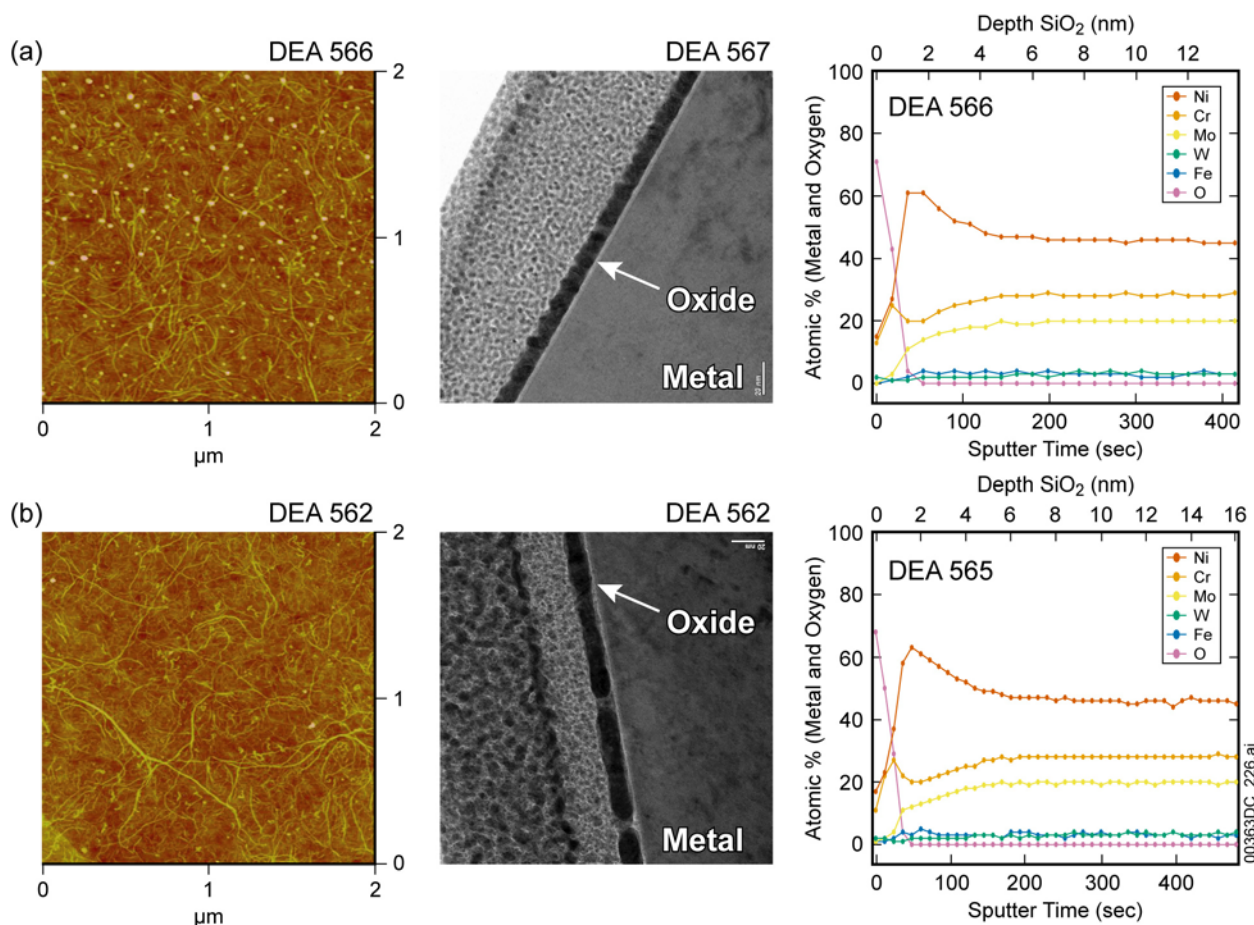 (a)
DEA 566
2
1
0
0
1
2
µm
DEA 567
Oxide
Metal
20 nm
Depth SiO2 (nm)
0 2 4 6 8 10 12
100
80
60
40
20
0
Atomic % (Metal and Oxygen)
DEA 566
Ni
Cr
Mo
W
Fe
O
0 100 200 300 400
Sputter Time (sec)
(b)
DEA 562
2
1
0
0
1
2
µm
DEA 562
20 nm
Oxide
Metal
Depth SiO2 (nm)
0 2 4 6 8 10 12 14 16
100
80
60
40
20
0
Atomic % (Metal and Oxygen)
DEA 565
Ni
Cr
Mo
W
Fe
O
0 100 200 300 400
Sputter Time (sec)
00363DC_226.ai